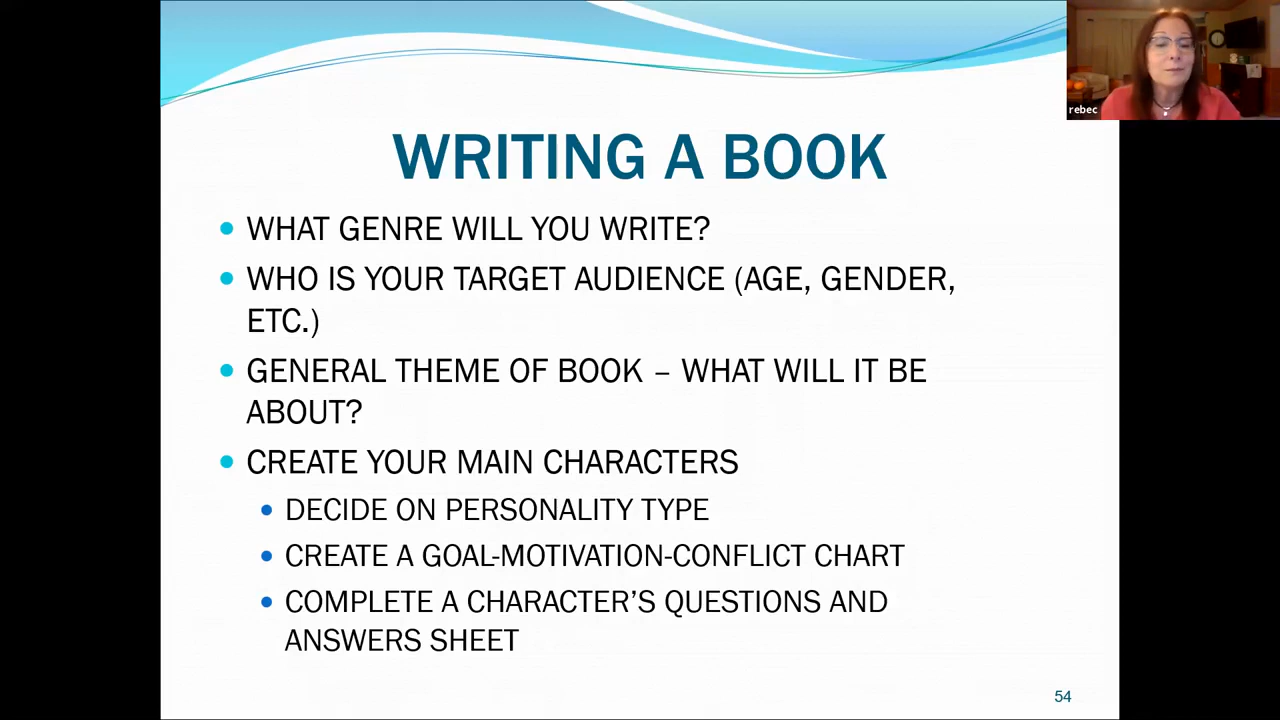 rebec
WRITING A BOOK
WHAT GENRE WILL YOU WRITE?
WHO IS YOUR TARGET AUDIENCE (AGE, GENDER,
ETC.)
GENERAL THEME OF BOOK – WHAT WILL IT BE
ABOUT?
CREATE YOUR MAIN CHARACTERS
DECIDE ON PERSONALITY TYPE
CREATE A GOAL-MOTIVATION-CONFLICT CHART
COMPLETE A CHARACTER’S QUESTIONS AND
ANSWERS SHEET
54